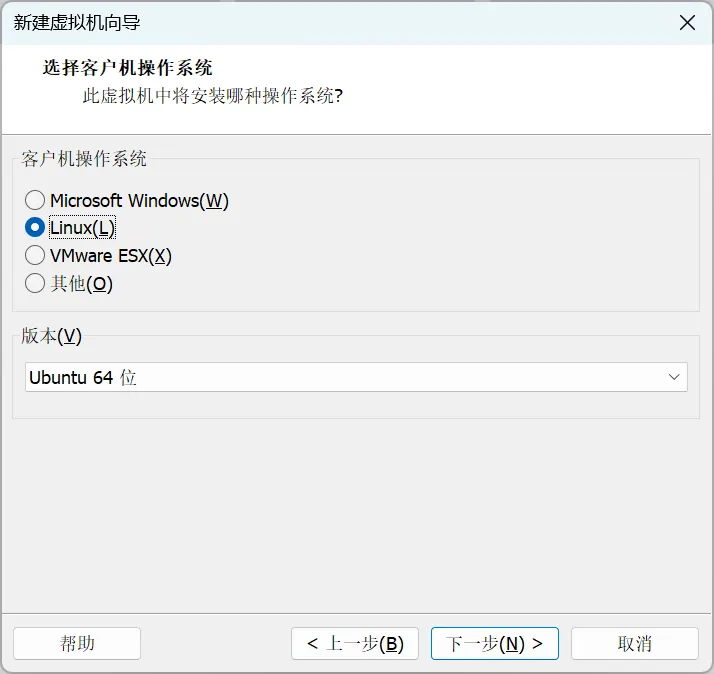 新建虚拟机向导
选择客户机操作系统
此虚拟机中将安装哪种操作系统?
客户机操作系统
Microsoft Windows(W)
Linux(L)
VMware ESX(X)
其他(O)
版本(V)
Ubuntu 64 位
帮助
< 上一步(B)
下一步(N) >
取消